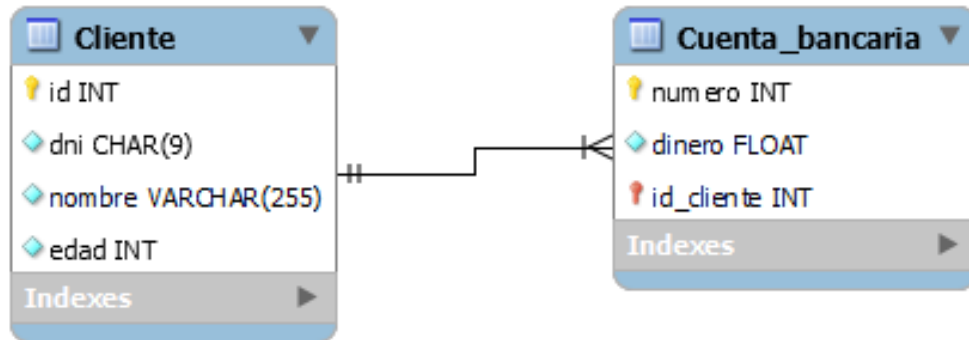 Cliente
id INT
dni CHAR(9)
nombre VARCHAR(255)
edad INT
Indexes
Cuenta_bancaria
numero INT
dinero FLOAT
id_cliente INT
Indexes